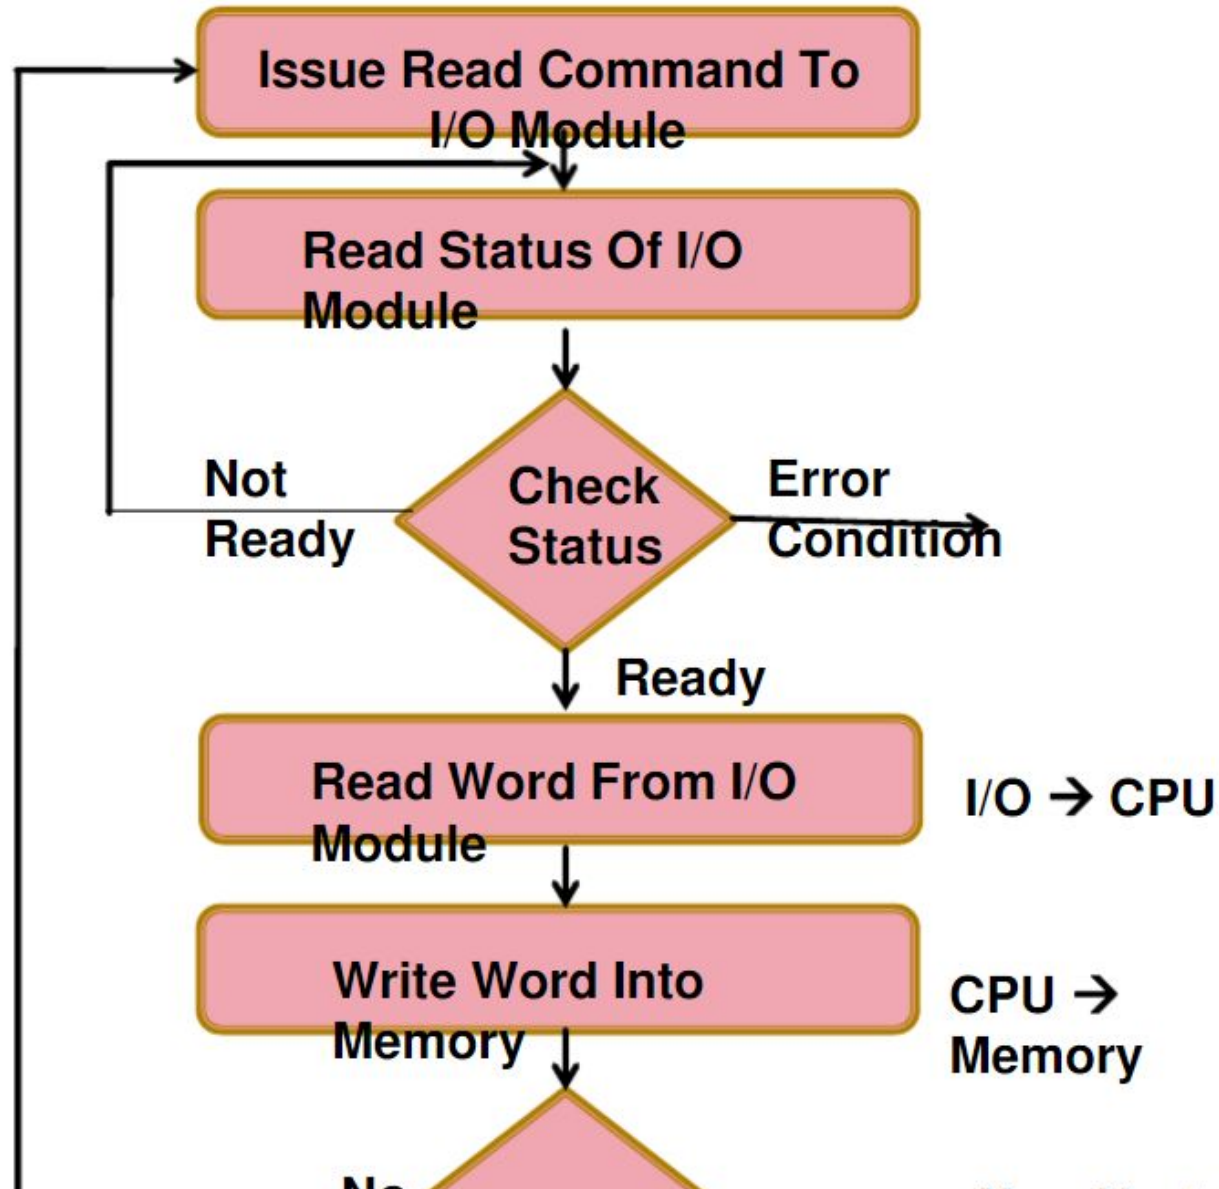 Issue Read Command To
I/O Module
Read Status Of I/O
Module
Not
Ready
Check
Status
Error
Condition
Ready
Read Word From I/O
Module
I/O → CPU
Write Word Into
Memory
CPU →
Memory
No